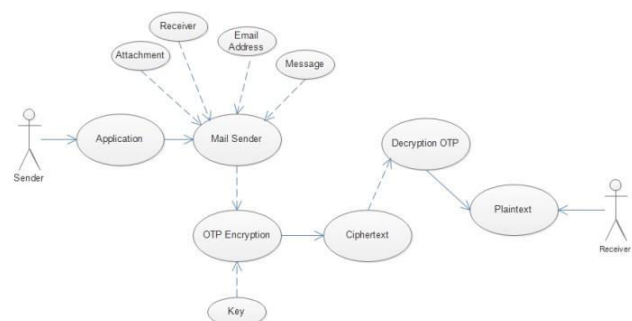 Receiver
Email
Address
Attachment
Message
Application
Mail Sender
Decryption OTP
Sender
Plaintext
OTP Encryption
Ciphertext
Receiver
Key